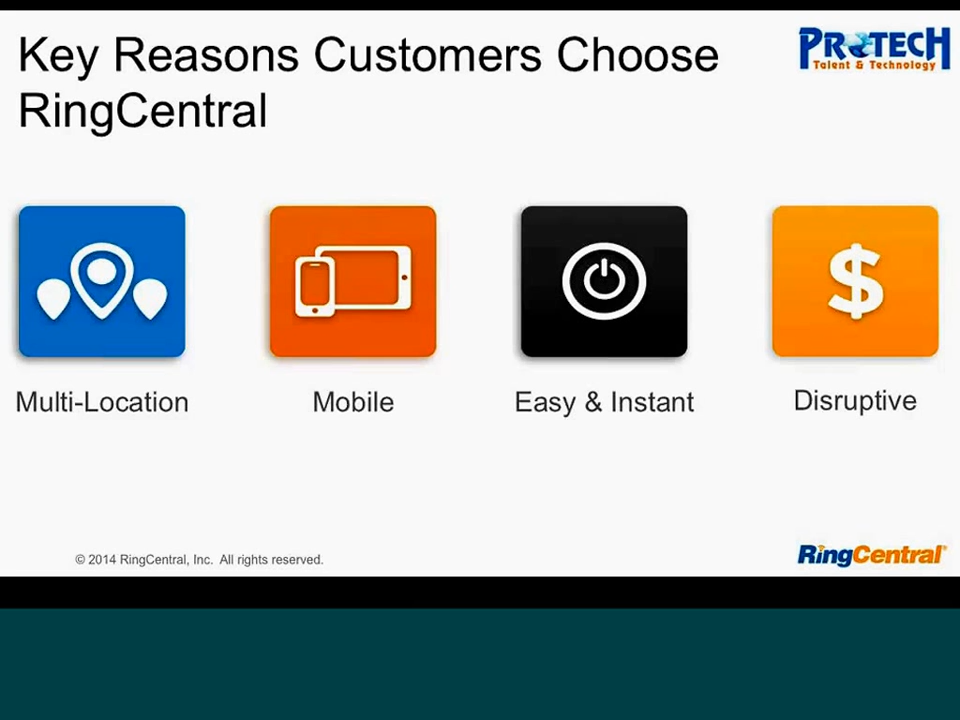 Key Reasons Customers Choose
RingCentral
PROTECH
Talent & Technology
$
Multi-Location
Mobile
Easy & Instant
Disruptive
© 2014 RingCentral, Inc. All rights reserved.
RingCentral®